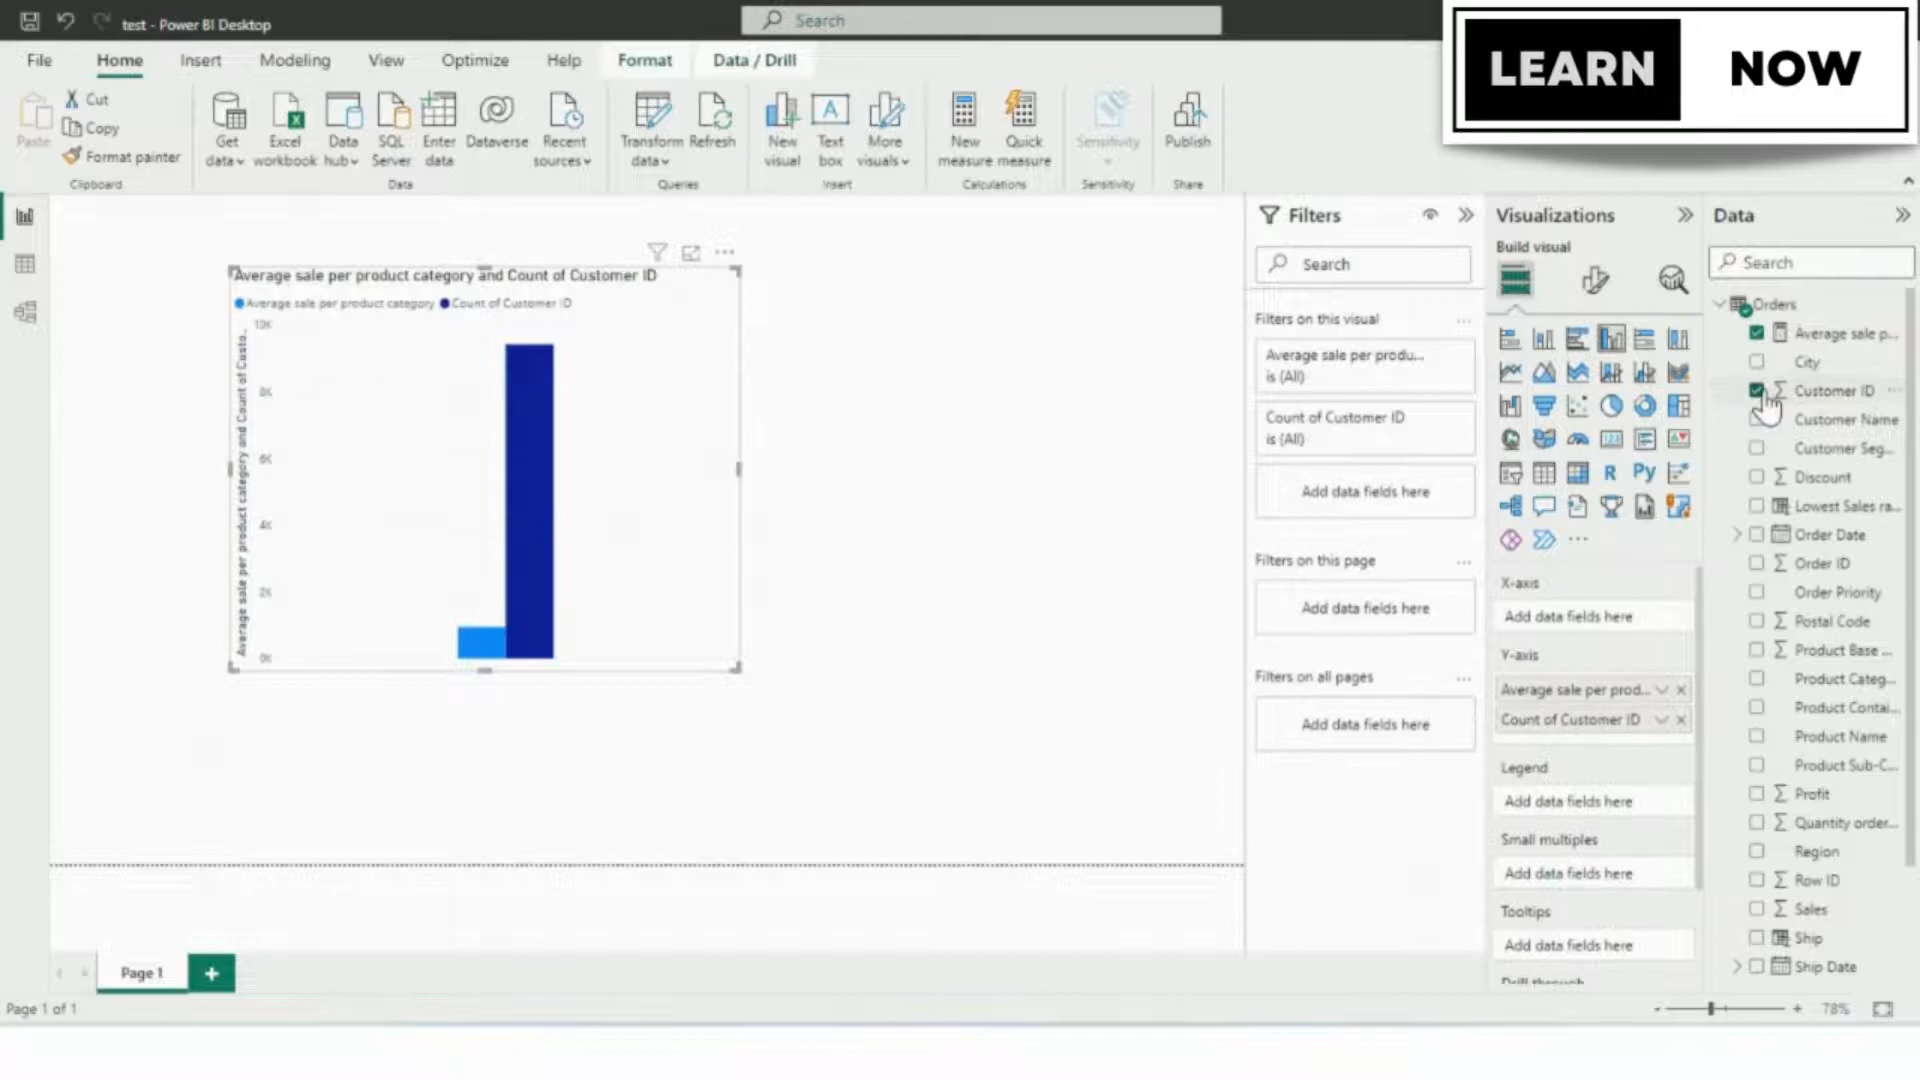 test - Power BI Desktop
Search
LEARN NOW
File Home Insert Modeling View Optimize Help Format Data / Drill
Paste
Cut
Copy
Format painter
Clipboard
Get data
Excel workbook
Data hub
SQL Server
Enter data
Dataverse
Recent sources
Data
Transform data
Refresh
Queries
New visual
A
Text box
More visuals
Insert
New measure
Quick measure
Calculations
Sensitivity
Sensitivity
Publish
Share
Average sale per product category and Count of Customer ID
Average sale per product category Count of Customer ID
Average sale per product category and Count of Custo...
10K
8K
6K
4K
2K
0K
Filters
Search
Filters on this visual
Average sale per produ...
is (All)
Count of Customer ID
is (All)
Add data fields here
Filters on this page
Add data fields here
Filters on all pages
Add data fields here
Visualizations
Build visual
123
R Py
X-axis
Add data fields here
Y-axis
Average sale per prod...
Count of Customer ID
Legend
Add data fields here
Small multiples
Add data fields here
Tooltips
Add data fields here
Drill through
Data
Search
Orders
Average sale p...
City
Customer ID
Customer Name
Customer Seg...
Discount
Lowest Sales ra...
Order Date
Order ID
Order Priority
Postal Code
Product Base ...
Product Categ...
Product Contai...
Product Name
Product Sub-C...
Profit
Quantity order...
Region
Row ID
Sales
Ship
Ship Date
Page 1
Page 1 of 1
78%